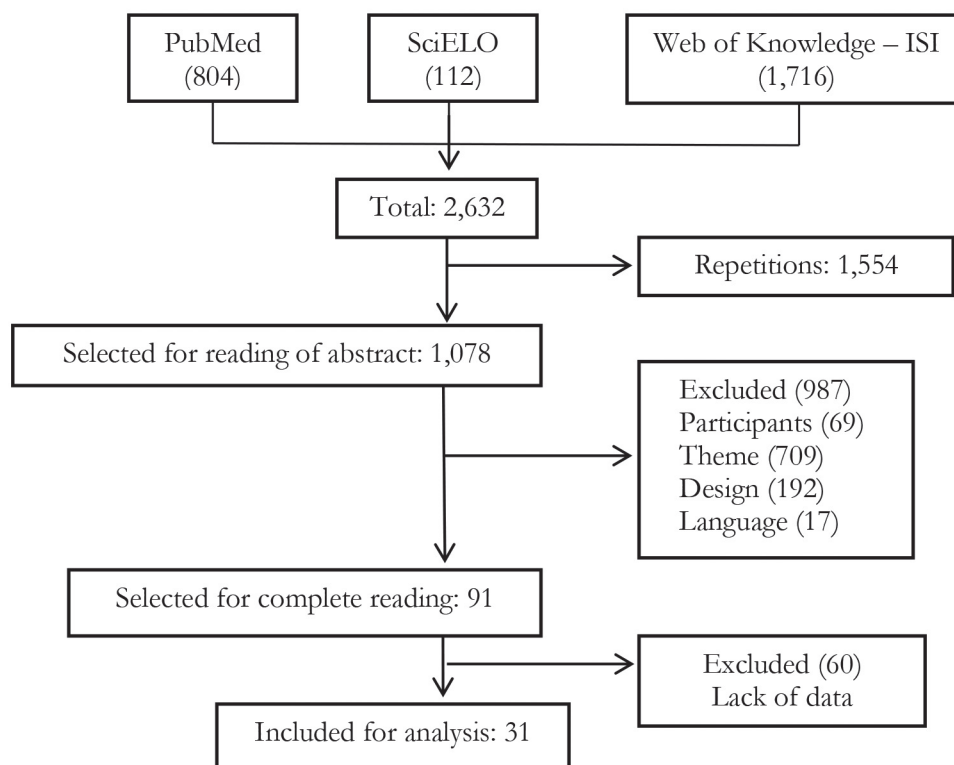 PubMed
(804)
SciELO
(112)
Web of Knowledge – ISI
(1,716)
Total: 2,632
Repetitions: 1,554
Selected for reading of abstract: 1,078
Excluded (987)
Participants (69)
Theme (709)
Design (192)
Language (17)
Selected for complete reading: 91
Excluded (60)
Lack of data
Included for analysis: 31